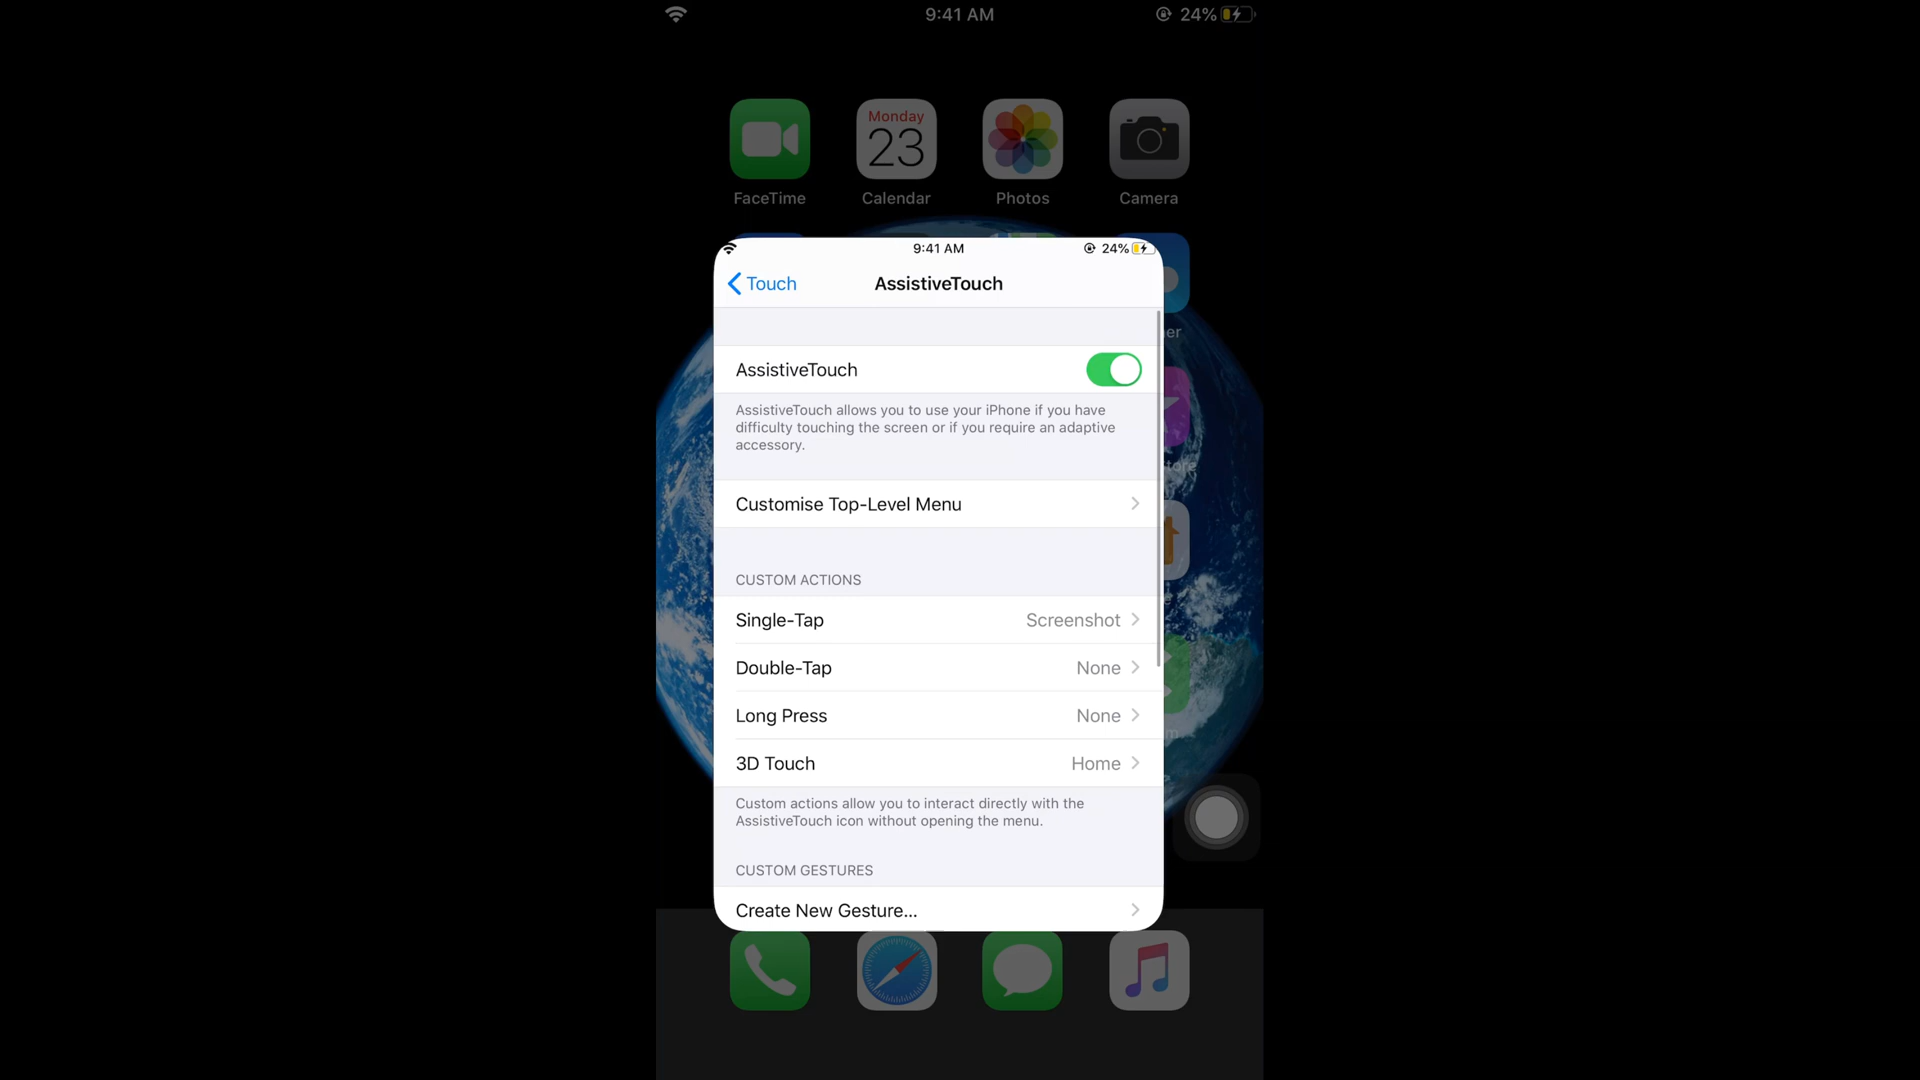 9:41 AM
24%
Monday
23
FaceTime
Calendar
Photos
Camera
9:41 AM
24%
Touch
AssistiveTouch
AssistiveTouch
AssistiveTouch allows you to use your iPhone if you have
difficulty touching the screen or if you require an adaptive
accessory.
Customise Top-Level Menu
CUSTOM ACTIONS
Single-Tap Screenshot
Double-Tap None
Long Press None
3D Touch Home
Custom actions allow you to interact directly with the
AssistiveTouch icon without opening the menu.
CUSTOM GESTURES
Create New Gesture...